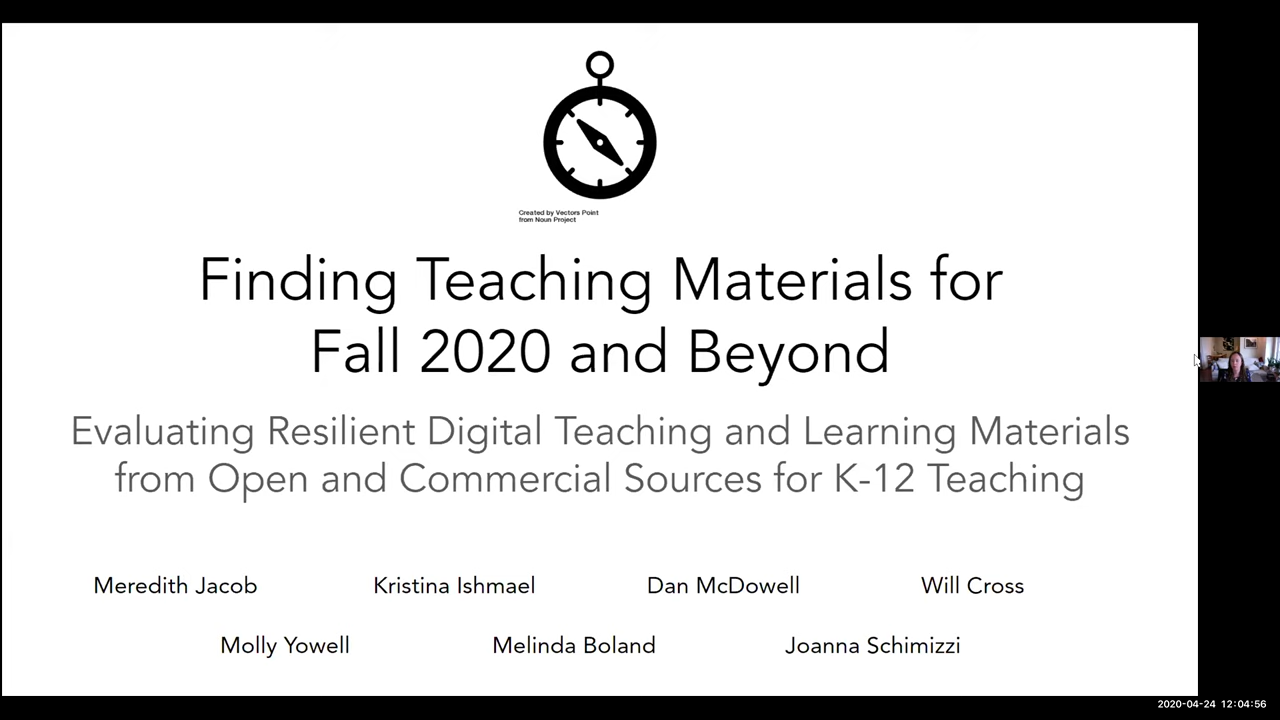 Created by Vectors Point
from Noun Project
Finding Teaching Materials for
Fall 2020 and Beyond
Evaluating Resilient Digital Teaching and Learning Materials
from Open and Commercial Sources for K-12 Teaching
Meredith Jacob Kristina Ishmael Dan McDowell Will Cross
Molly Yowell Melinda Boland Joanna Schimizzi
2020-04-24 12:04:56